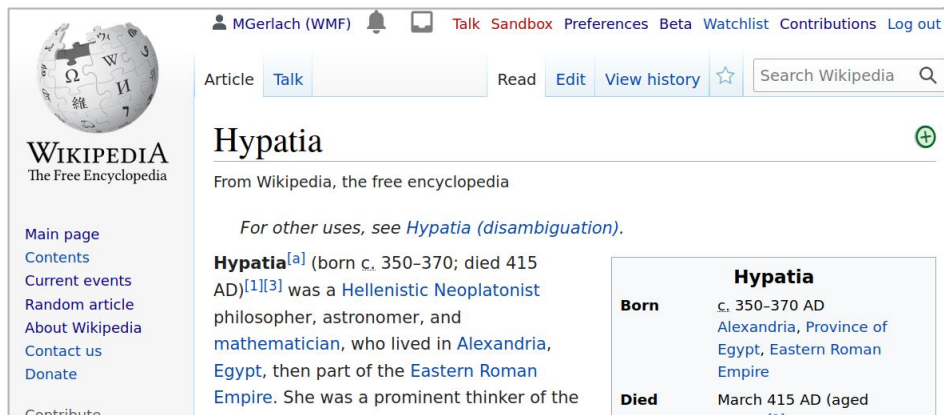 MGerlach (WMF) Talk Sandbox Preferences Beta Watchlist Contributions Log out
Article Talk Read Edit View history Search Wikipedia
WIKIPEDIA
The Free Encyclopedia
Main page
Contents
Current events
Random article
About Wikipedia
Contact us
Donate
Contribute
Hypatia
From Wikipedia, the free encyclopedia
For other uses, see Hypatia (disambiguation).
Hypatia[a] (born c. 350–370; died 415
AD)[1][3] was a Hellenistic Neoplatonist
philosopher, astronomer, and
mathematician, who lived in Alexandria,
Egypt, then part of the Eastern Roman
Empire. She was a prominent thinker of the
Hypatia
Born c. 350–370 AD
Alexandria, Province of
Egypt, Eastern Roman
Empire
Died March 415 AD (aged